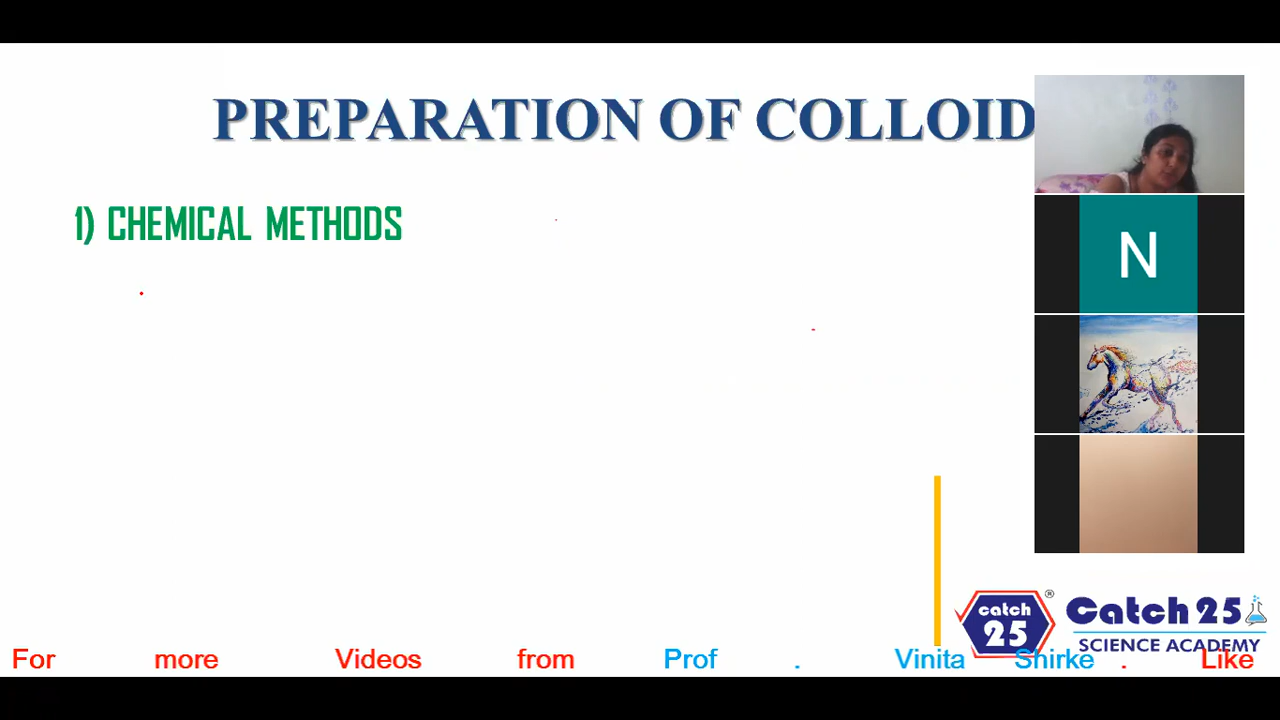 PREPARATION OF COLLOID
1) CHEMICAL METHODS
N
catch
25
®
Catch 25
SCIENCE ACADEMY
For more Videos from Prof . Vinita Shirke . Like